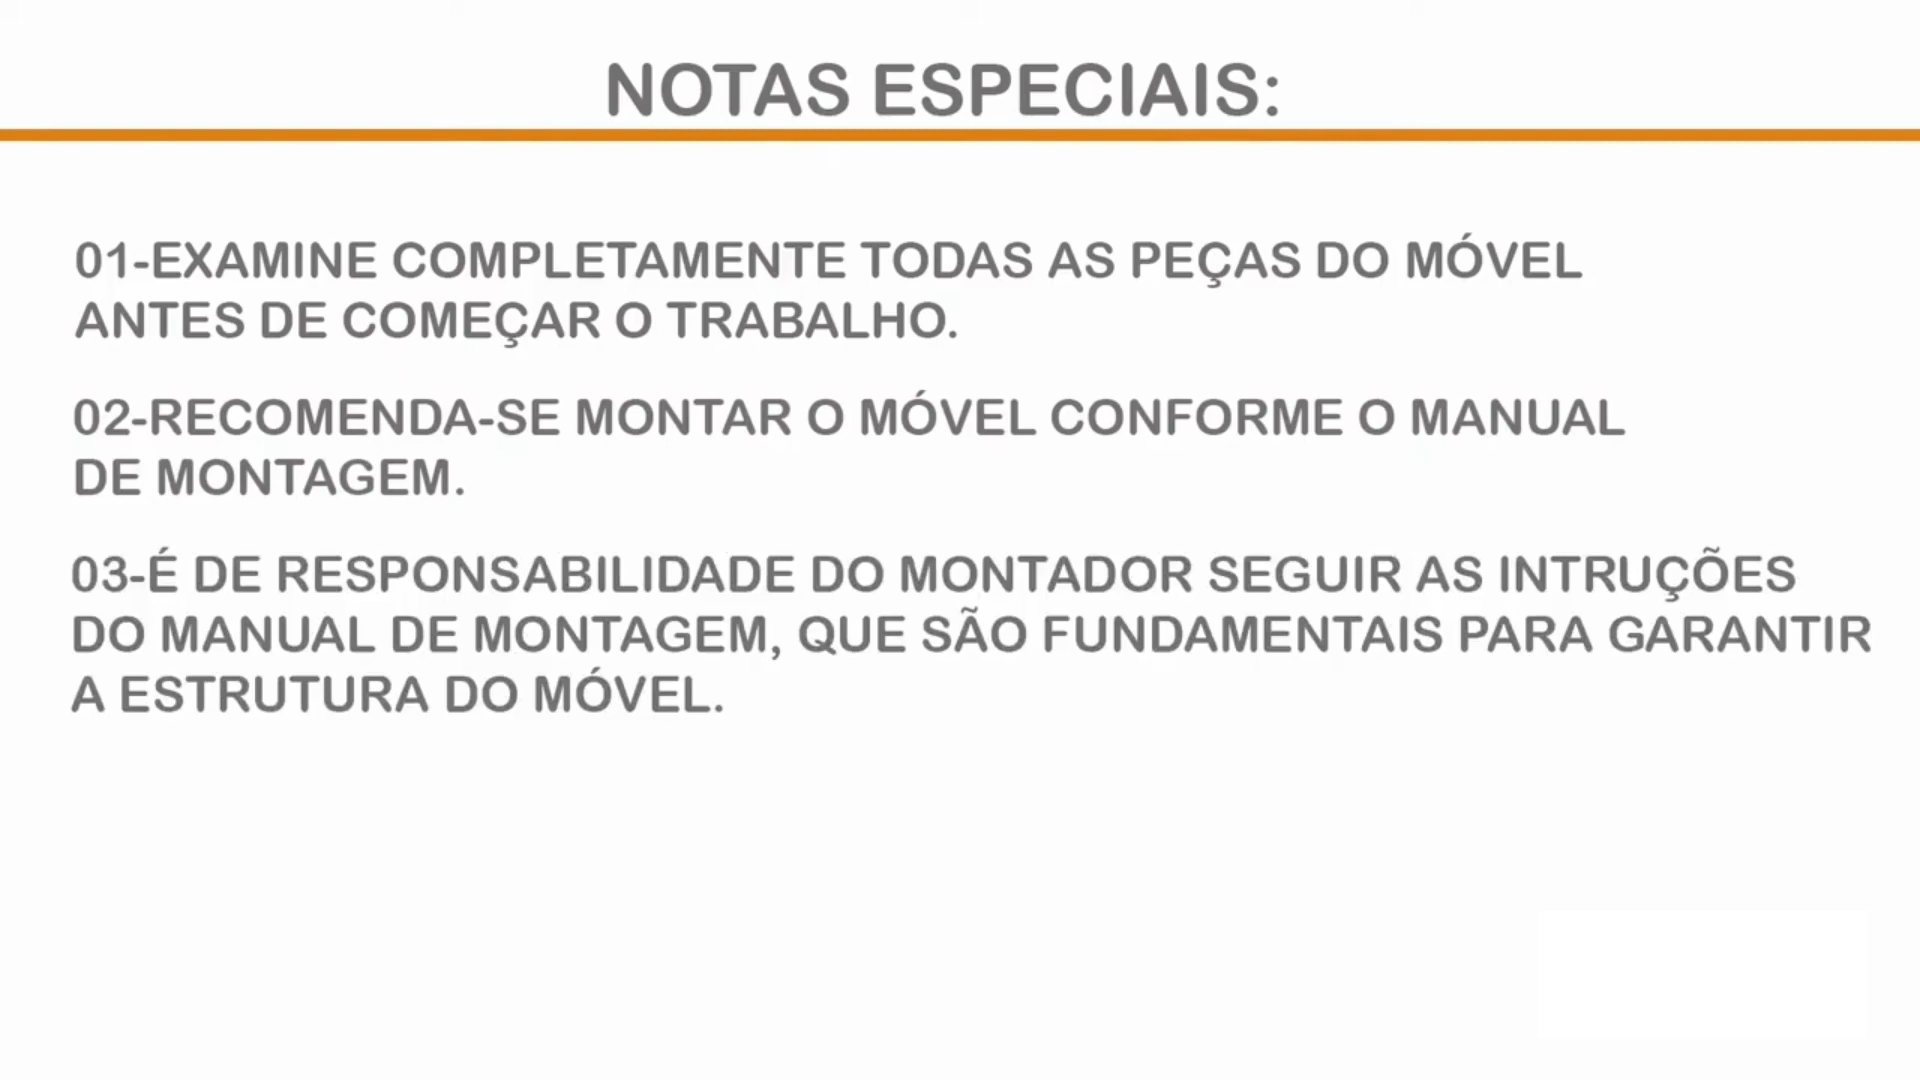 NOTAS ESPECIAIS:
01-EXAMINE COMPLETAMENTE TODAS AS PEÇAS DO MÓVEL
ANTES DE COMEÇAR O TRABALHO.
02-RECOMENDA-SE MONTAR O MÓVEL CONFORME O MANUAL
DE MONTAGEM.
03-É DE RESPONSABILIDADE DO MONTADOR SEGUIR AS INTRUÇÕES
DO MANUAL DE MONTAGEM, QUE SÃO FUNDAMENTAIS PARA GARANTIR
A ESTRUTURA DO MÓVEL.